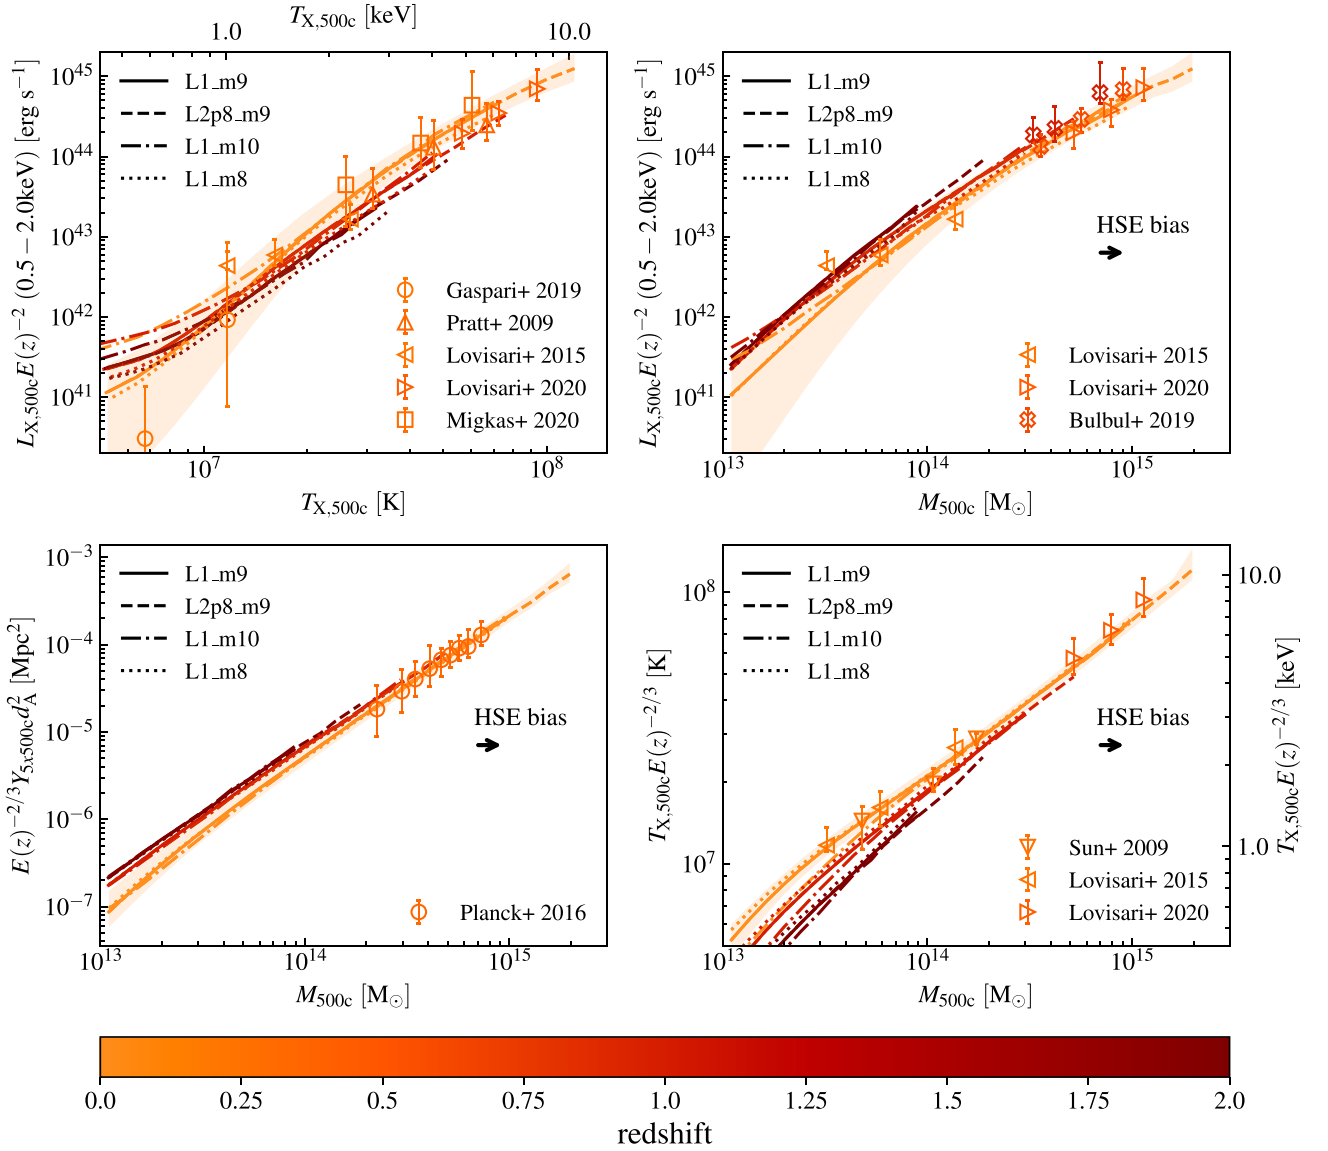 T_X,500c [keV]
1.0 10.0
L_X,500c E(z)^−2 (0.5 − 2.0keV) [erg s^−1]
10^45
10^44
10^43
10^42
10^41
L1_m9
L2p8_m9
L1_m10
L1_m8
Gaspari+ 2019
Pratt+ 2009
Lovisari+ 2015
Lovisari+ 2020
Migkas+ 2020
10^7 10^8
T_X,500c [K]
L_X,500c E(z)^−2 (0.5 − 2.0keV) [erg s^−1]
10^45
10^44
10^43
10^42
10^41
L1_m9
L2p8_m9
L1_m10
L1_m8
HSE bias
Lovisari+ 2015
Lovisari+ 2020
Bulbul+ 2019
10^13 10^14 10^15
M_500c [M_⊙]
E(z)^−2/3 Y_5x500c d_A^2 [Mpc^2]
10^−3
10^−4
10^−5
10^−6
10^−7
L1_m9
L2p8_m9
L1_m10
L1_m8
HSE bias
Planck+ 2016
10^13 10^14 10^15
M_500c [M_⊙]
T_X,500c E(z)^−2/3 [K]
10^8
10^7
L1_m9
L2p8_m9
L1_m10
L1_m8
HSE bias
Sun+ 2009
Lovisari+ 2015
Lovisari+ 2020
10.0
1.0
T_X,500c E(z)^−2/3 [keV]
10^13 10^14 10^15
M_500c [M_⊙]
0.0 0.25 0.5 0.75 1.0 1.25 1.5 1.75 2.0
redshift